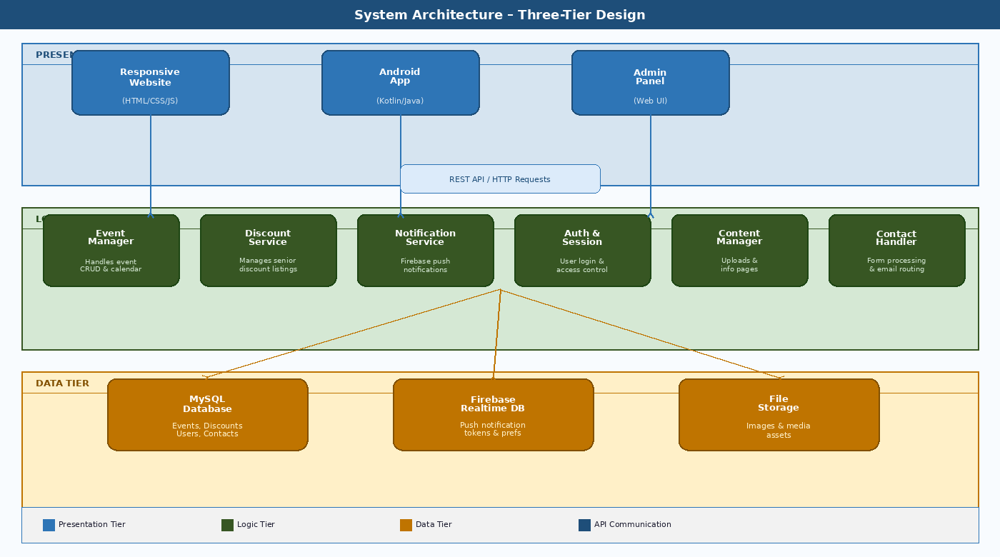 System Architecture – Three-Tier Design
PRESEN
Responsive
Website
(HTML/CSS/JS)
Android
App
(Kotlin/Java)
Admin
Panel
(Web UI)
REST API / HTTP Requests
LO
Event
Manager
Handles event
CRUD & calendar
Discount
Service
Manages senior
discount listings
Notification
Service
Firebase push
notifications
Auth &
Session
User login &
access control
Content
Manager
Uploads &
info pages
Contact
Handler
Form processing
& email routing
DATA TIER
MySQL
Database
Events, Discounts
Users, Contacts
Firebase
Realtime DB
Push notification
tokens & prefs
File
Storage
Images & media
assets
Presentation Tier
Logic Tier
Data Tier
API Communication